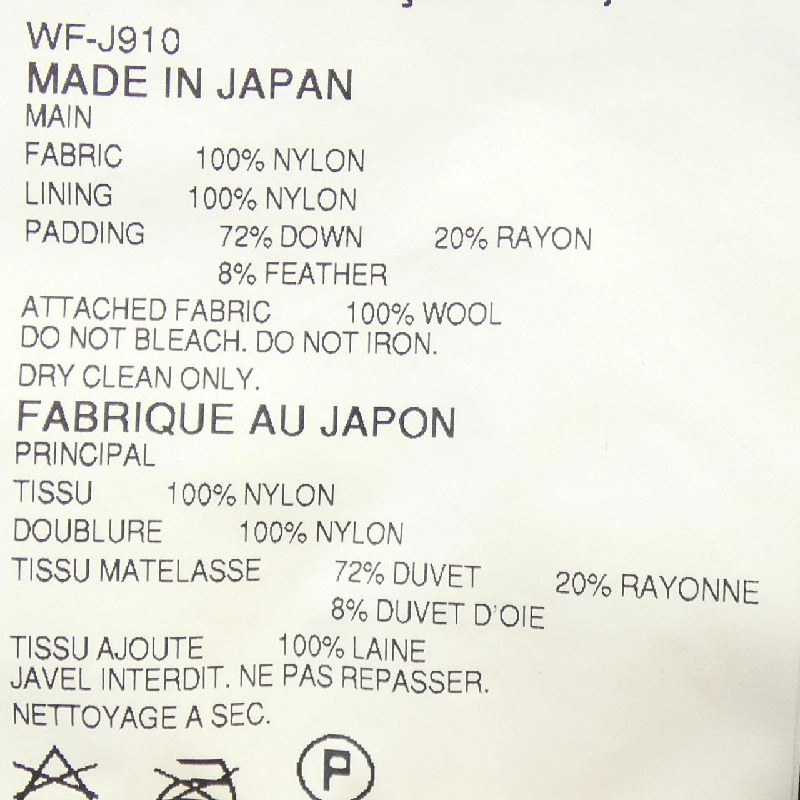 WF-J910
MADE IN JAPAN
MAIN
FABRIC 100% NYLON
LINING 100% NYLON
PADDING 72% DOWN 20% RAYON
8% FEATHER
ATTACHED FABRIC 100% WOOL
DO NOT BLEACH. DO NOT IRON.
DRY CLEAN ONLY.
FABRIQUE AU JAPON
PRINCIPAL
TISSU 100% NYLON
DOUBLURE 100% NYLON
TISSU MATELASSE 72% DUVET 20% RAYONNE
8% DUVET D'OIE
TISSU AJOUTE 100% LAINE
JAVEL INTERDIT. NE PAS REPASSER.
NETTOYAGE A SEC.
P